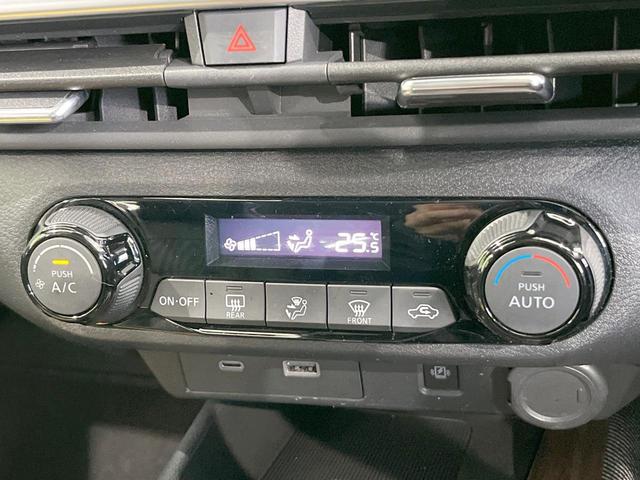 25.5°C
PUSH
A/C
ON·OFF
REAR
FRONT
PUSH
AUTO